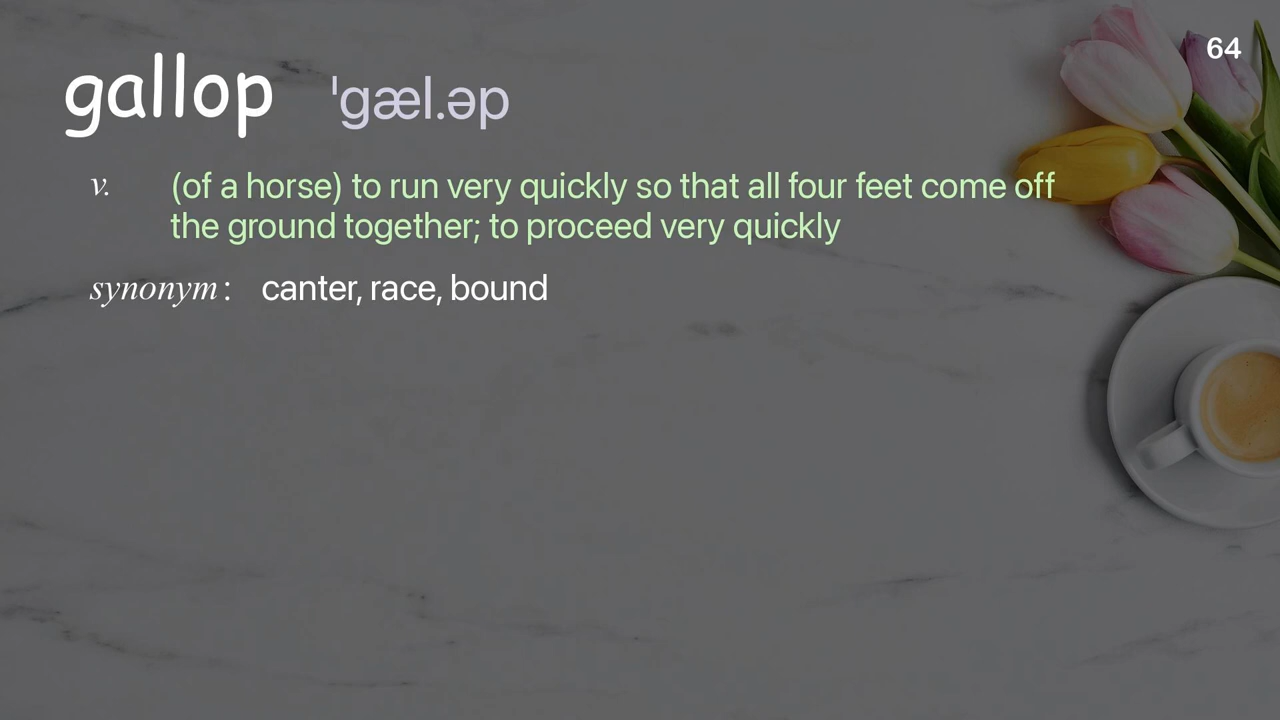 64
gallop ˈgæl.əp
v. (of a horse) to run very quickly so that all four feet come off
the ground together; to proceed very quickly
synonym: canter, race, bound